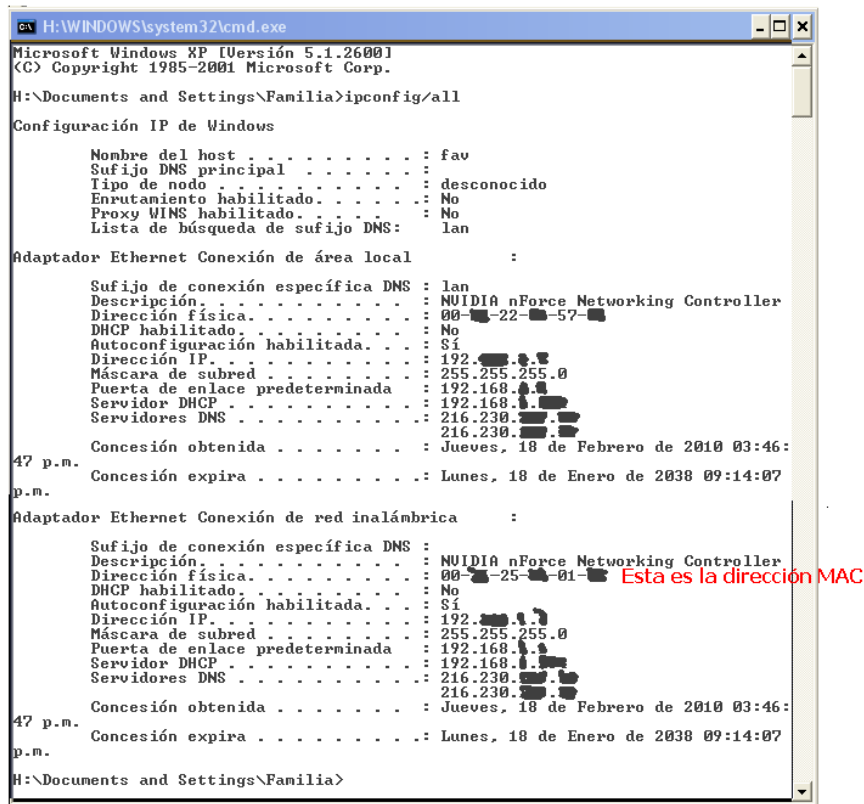 H:\WINDOWS\system32\cmd.exe
Microsoft Windows XP [Versión 5.1.2600]
(C) Copyright 1985-2001 Microsoft Corp.
H:\Documents and Settings\Familia>ipconfig/all
Configuración IP de Windows
Nombre del host . . . . . . . . . : fav
Sufijo DNS principal . . . . . . :
Tipo de nodo . . . . . . . . . . : desconocido
Enrutamiento habilitado. . . . . .: No
Proxy WINS habilitado. . . . . : No
Lista de búsqueda de sufijo DNS: lan
Adaptador Ethernet Conexión de área local :
Sufijo de conexión específica DNS : lan
Descripción. . . . . . . . . . . : NVIDIA nForce Networking Controller
Dirección física. . . . . . . . . : 00- -22- -57-
DHCP habilitado. . . . . . . . . : No
Autoconfiguración habilitada. . . : Sí
Dirección IP. . . . . . . . . . . : 192.
Máscara de subred . . . . . . . . : 255.255.255.0
Puerta de enlace predeterminada : 192.168.
Servidor DHCP . . . . . . . . . . : 192.168.
Servidores DNS . . . . . . . . . .: 216.230.
216.230.
Concesión obtenida . . . . . . . : Jueves, 18 de Febrero de 2010 03:46:
47 p.m.
Concesión expira . . . . . . . . .: Lunes, 18 de Enero de 2038 09:14:07
p.m.
Adaptador Ethernet Conexión de red inalámbrica :
Sufijo de conexión específica DNS :
Descripción. . . . . . . . . . . : NVIDIA nForce Networking Controller
Dirección física. . . . . . . . . : 00- -25- -01- Esta es la dirección MAC
DHCP habilitado. . . . . . . . . : No
Autoconfiguración habilitada. . . : Sí
Dirección IP. . . . . . . . . . . : 192.
Máscara de subred . . . . . . . . : 255.255.255.0
Puerta de enlace predeterminada : 192.168.
Servidor DHCP . . . . . . . . . . : 192.168.
Servidores DNS . . . . . . . . . .: 216.230.
216.230.
Concesión obtenida . . . . . . . : Jueves, 18 de Febrero de 2010 03:46:
47 p.m.
Concesión expira . . . . . . . . .: Lunes, 18 de Enero de 2038 09:14:07
p.m.
H:\Documents and Settings\Familia>